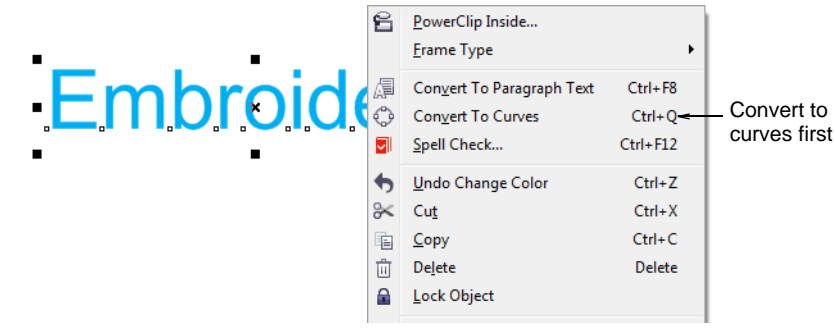 Embroide
PowerClip Inside...
Frame Type
Convert To Paragraph Text Ctrl+F8
Convert To Curves Ctrl+Q
Spell Check... Ctrl+F12
Undo Change Color Ctrl+Z
Cut Ctrl+X
Copy Ctrl+C
Delete Delete
Lock Object
Convert to
curves first